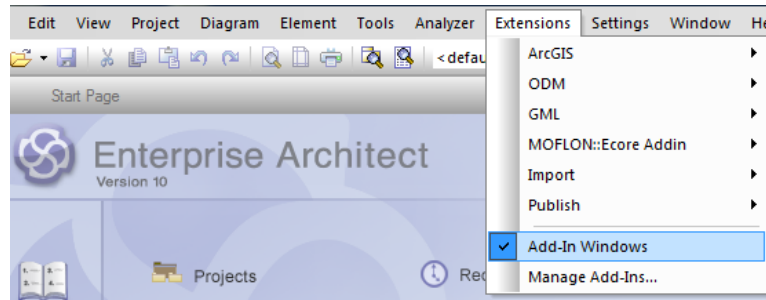 Edit View Project Diagram Element Tools Analyzer Extensions Settings Window
<defau
Start Page
Enterprise Architect
Version 10
Projects
ArcGIS
ODM
GML
MOFLON::Ecore Addin
Import
Publish
Add-In Windows
Manage Add-Ins...